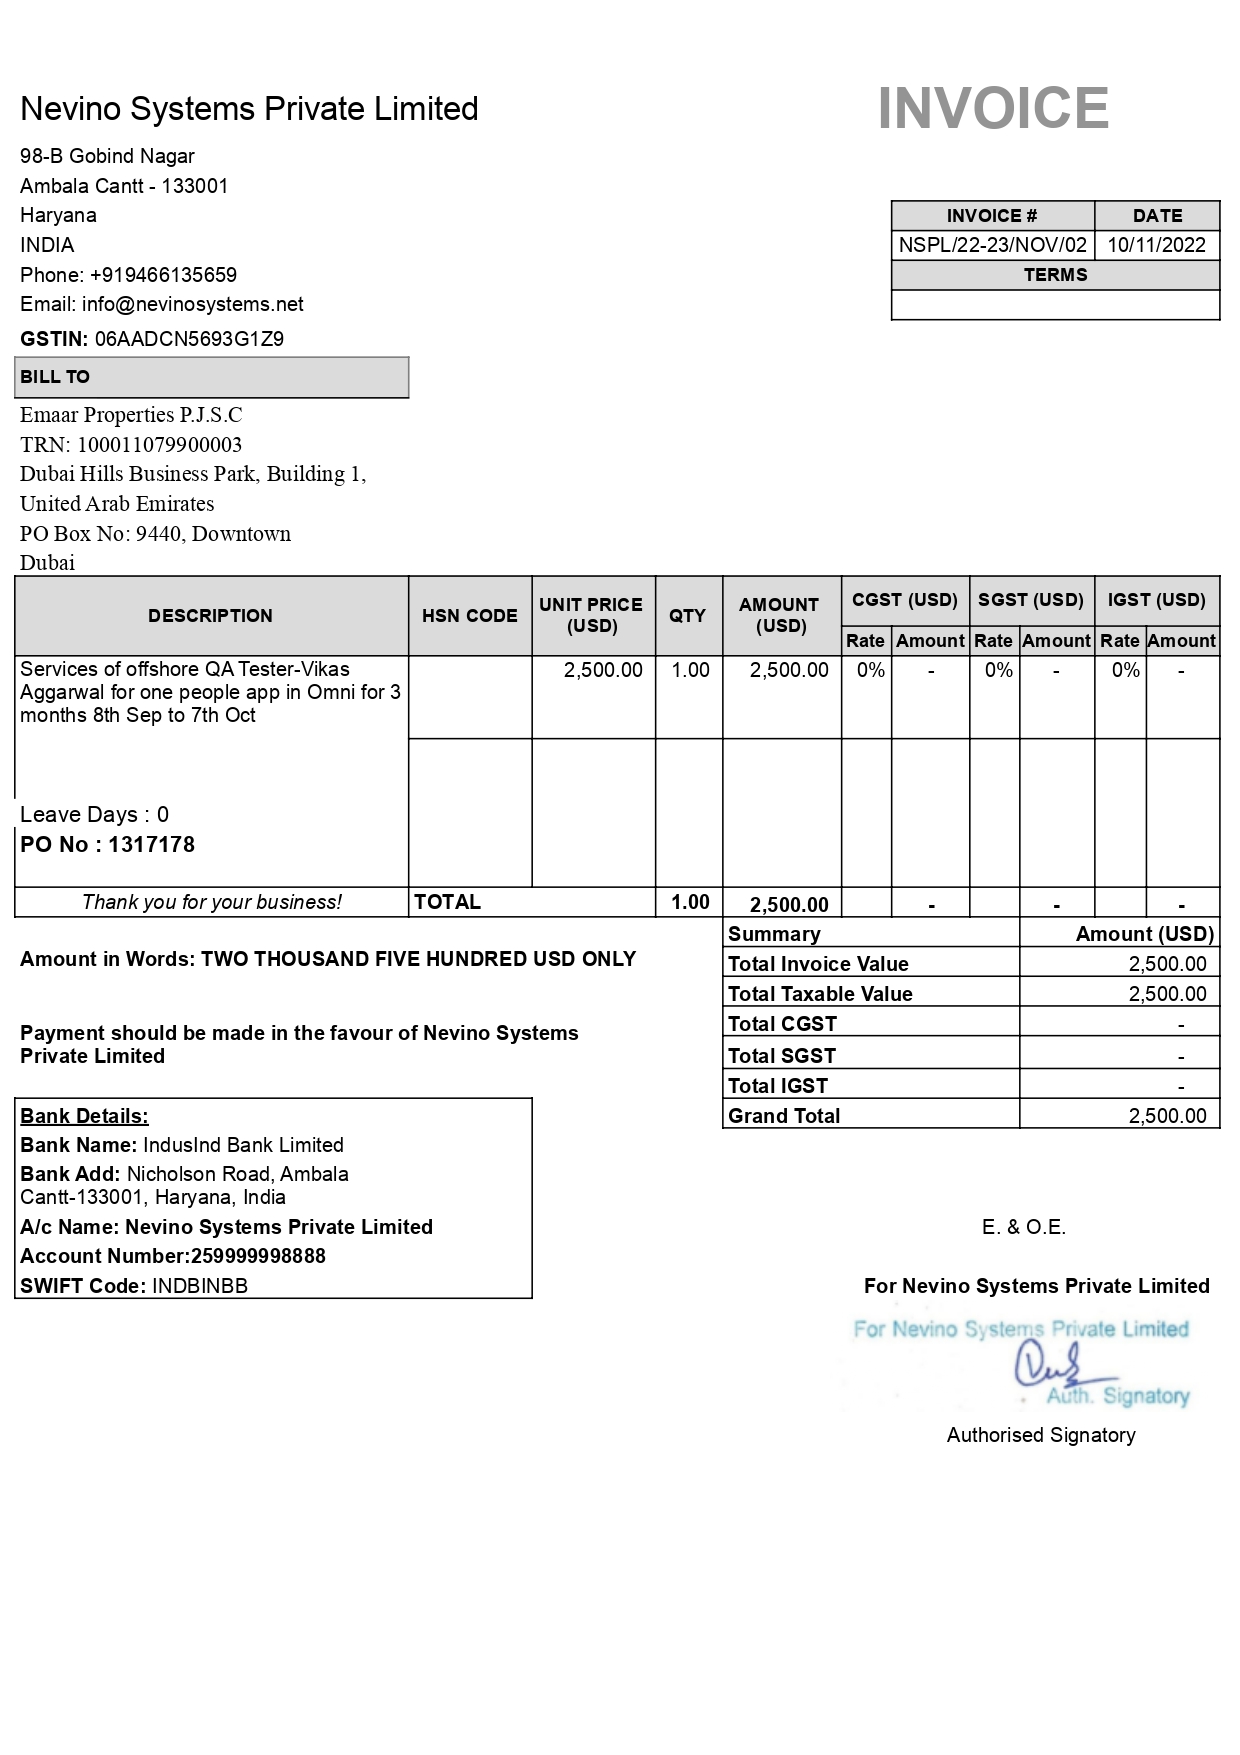 Nevino Systems Private Limited
INVOICE
98-B Gobind Nagar
Ambala Cantt - 133001
Haryana
INDIA
Phone: +919466135659
Email: info@nevinosystems.net
GSTIN: 06AADCN5693G1Z9
INVOICE # DATE
NSPL/22-23/NOV/02 10/11/2022
TERMS
BILL TO
Emaar Properties P.J.S.C
TRN: 100011079900003
Dubai Hills Business Park, Building 1,
United Arab Emirates
PO Box No: 9440, Downtown
Dubai
DESCRIPTION HSN CODE UNIT PRICE (USD) QTY AMOUNT (USD) CGST (USD) SGST (USD) IGST (USD)
Rate Amount Rate Amount Rate Amount
Services of offshore QA Tester-Vikas 2,500.00 1.00 2,500.00 0% - 0% - 0% -
Aggarwal for one people app in Omni for 3
months 8th Sep to 7th Oct
Leave Days : 0
PO No : 1317178
Thank you for your business! TOTAL 1.00 2,500.00 - - -
Summary Amount (USD)
Amount in Words: TWO THOUSAND FIVE HUNDRED USD ONLY
Total Invoice Value 2,500.00
Total Taxable Value 2,500.00
Total CGST -
Total SGST -
Total IGST -
Grand Total 2,500.00
Payment should be made in the favour of Nevino Systems
Private Limited
Bank Details:
Bank Name: IndusInd Bank Limited
Bank Add: Nicholson Road, Ambala
Cantt-133001, Haryana, India
A/c Name: Nevino Systems Private Limited
Account Number:259999998888
SWIFT Code: INDBINBB
E. & O.E.
For Nevino Systems Private Limited
For Nevino Systems Private Limited
Auth. Signatory
Authorised Signatory